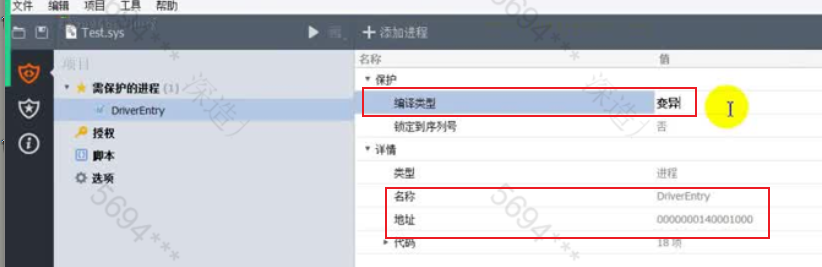 文件 编辑 项目 工具 帮助
Test.sys
添加进程
项目
需保护的进程 (1)
DriverEntry
授权
脚本
选项
名称 值
保护
编译类型 变异
锁定到序列号 否
详情
类型 进程
名称 DriverEntry
地址 0000000140001000
代码 18 项
5694***
深造
5694***
深造
5694***